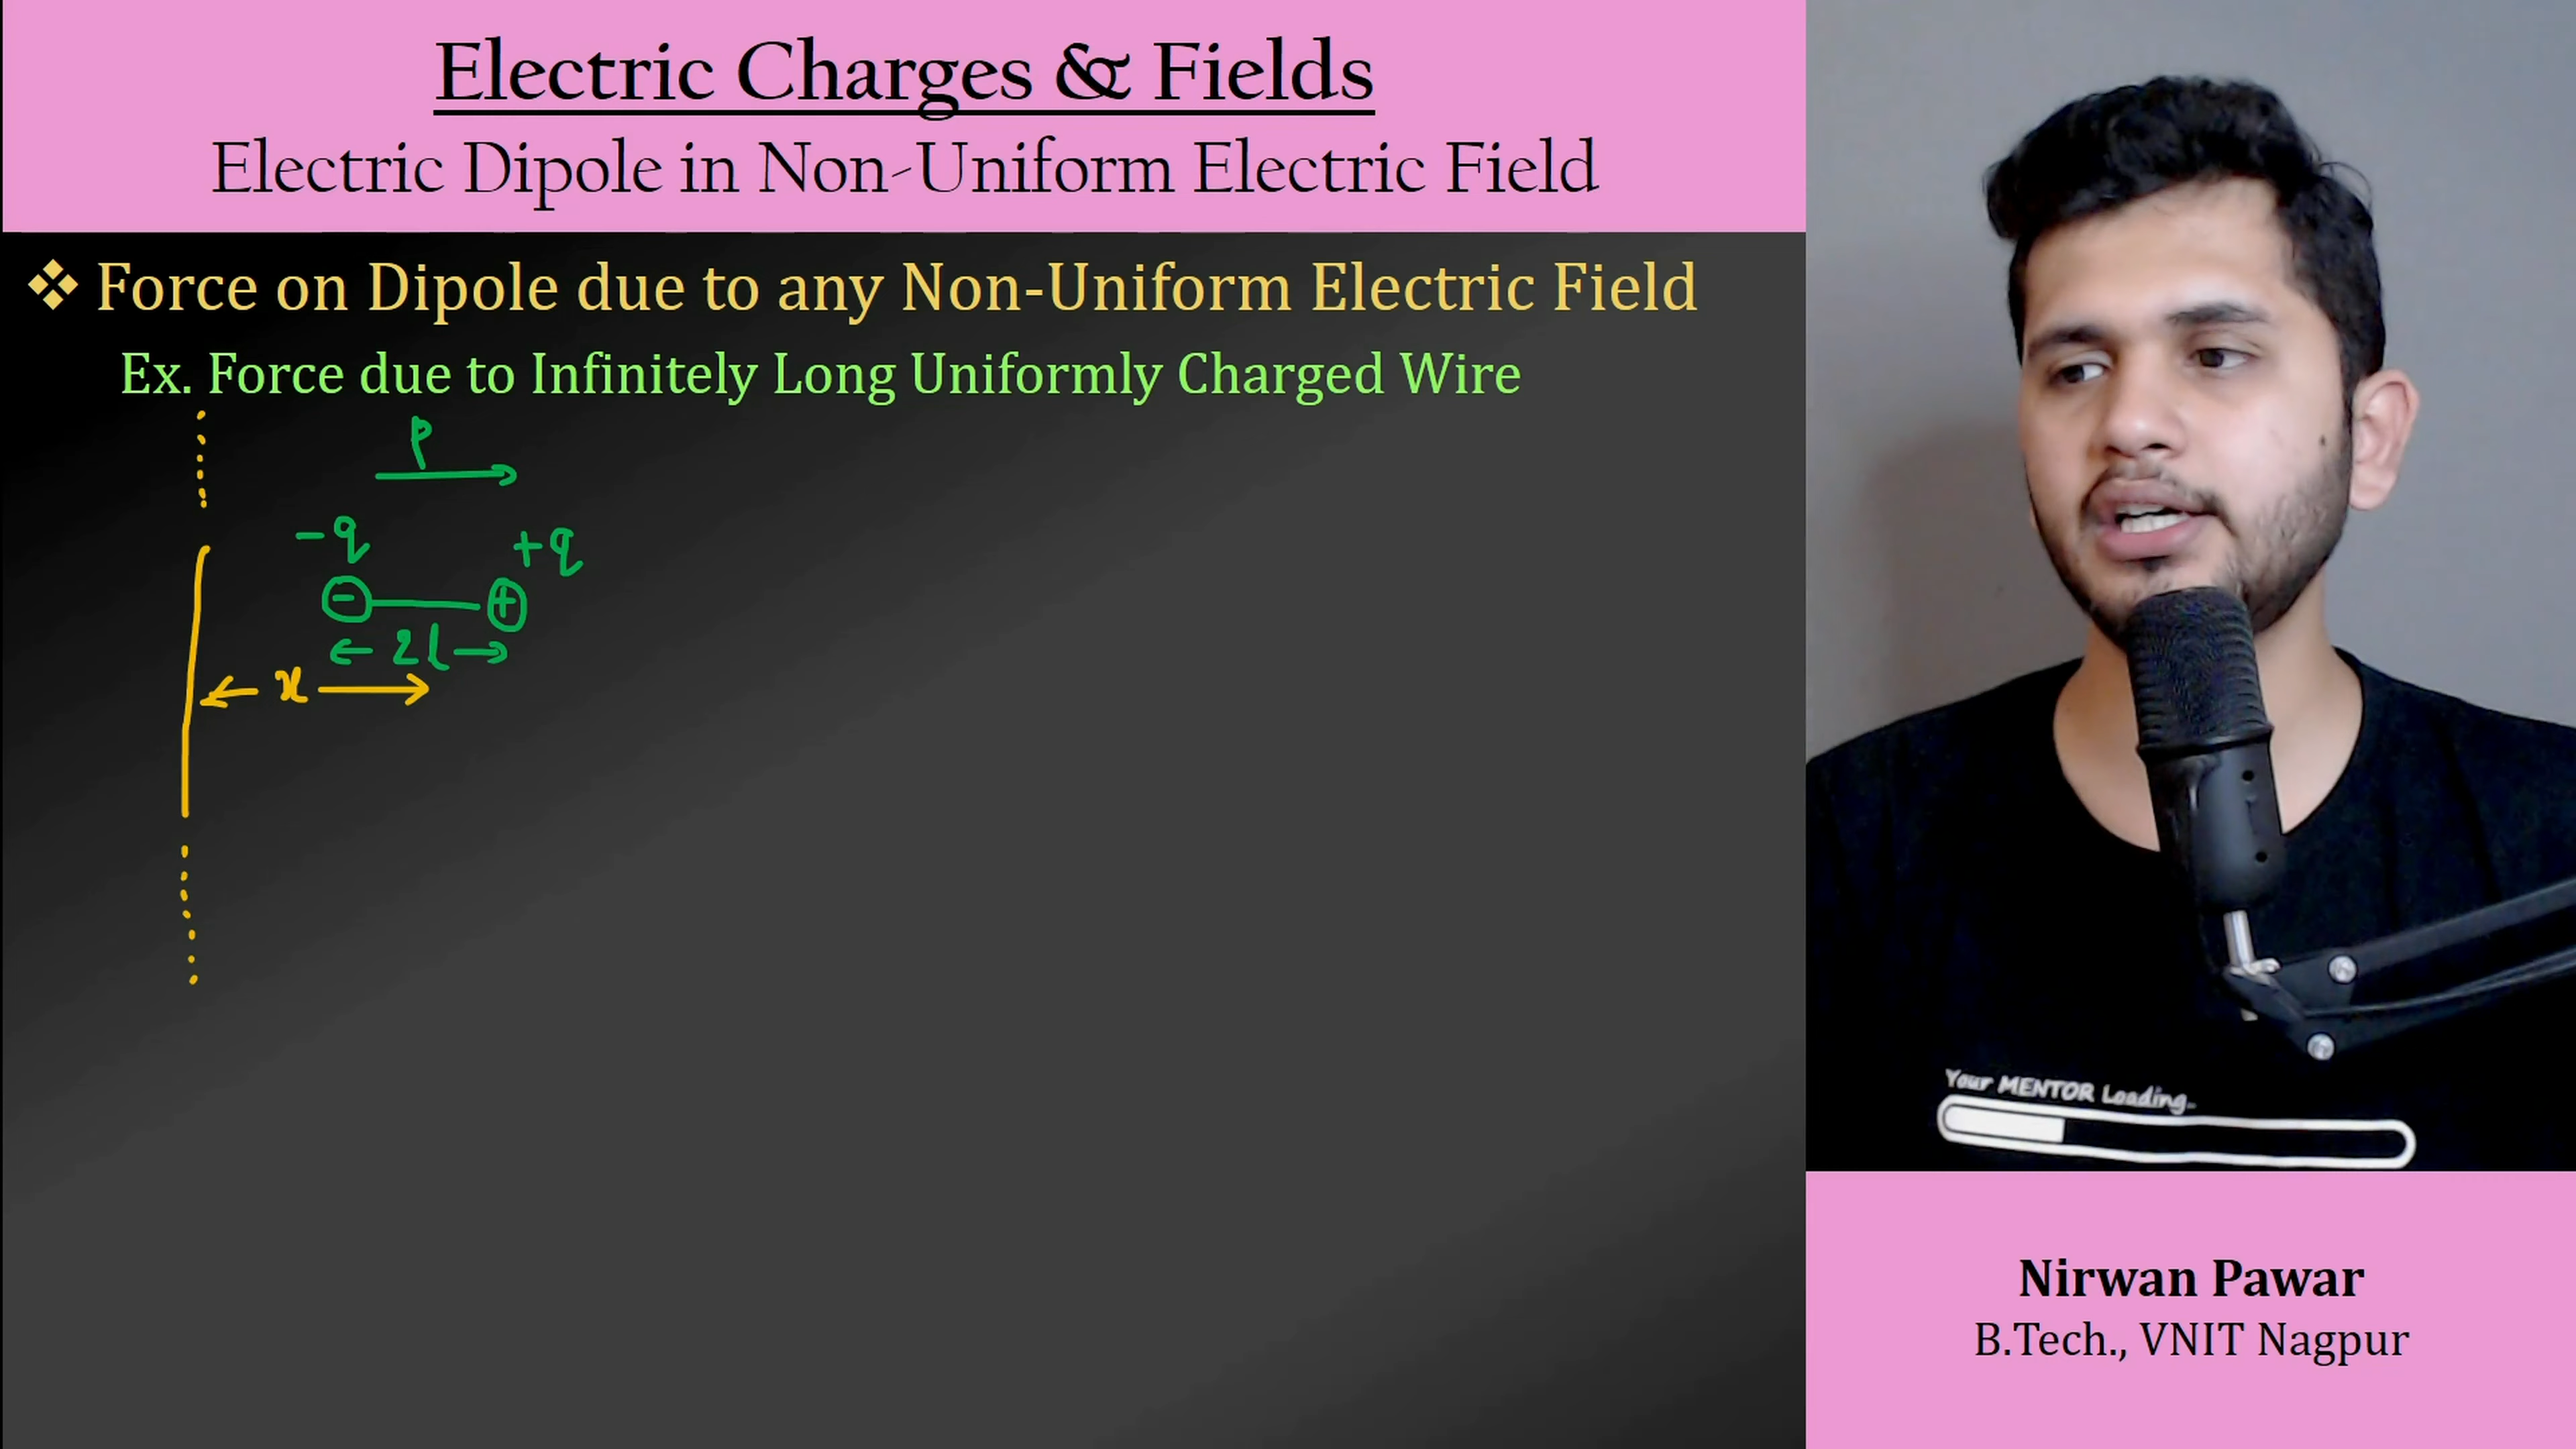 Electric Charges & Fields
Electric Dipole in Non-Uniform Electric Field
❖ Force on Dipole due to any Non-Uniform Electric Field
Ex. Force due to Infinitely Long Uniformly Charged Wire
p
-q
+q
- +
2l
x
Your MENTOR Loading..
Nirwan Pawar
B.Tech., VNIT Nagpur